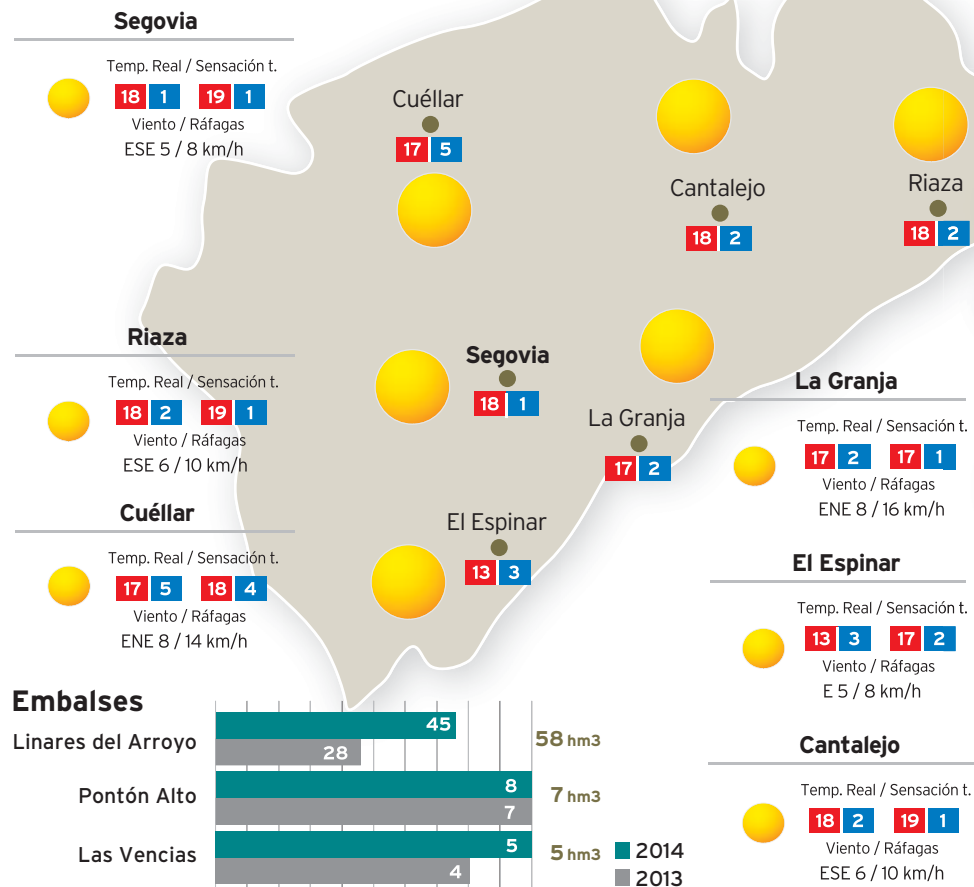 Segovia
Temp. Real / Sensación t.
18 1 19 1
Viento / Ráfagas
ESE 5 / 8 km/h
Cuéllar
17 5
Cantalejo
18 2
Riaza
18 2
Riaza
Temp. Real / Sensación t.
18 2 19 1
Viento / Ráfagas
ESE 6 / 10 km/h
Segovia
18 1
La Granja
17 2
La Granja
Temp. Real / Sensación t.
17 2 17 1
Viento / Ráfagas
ENE 8 / 16 km/h
Cuéllar
Temp. Real / Sensación t.
17 5 18 4
Viento / Ráfagas
ENE 8 / 14 km/h
El Espinar
13 3
El Espinar
Temp. Real / Sensación t.
13 3 17 2
Viento / Ráfagas
E 5 / 8 km/h
Embalses
Linares del Arroyo
45
28
58 hm3
Pontón Alto
8
7
7 hm3
Las Vencias
5
4
5 hm3
2014
2013
Cantalejo
Temp. Real / Sensación t.
18 2 19 1
Viento / Ráfagas
ESE 6 / 10 km/h